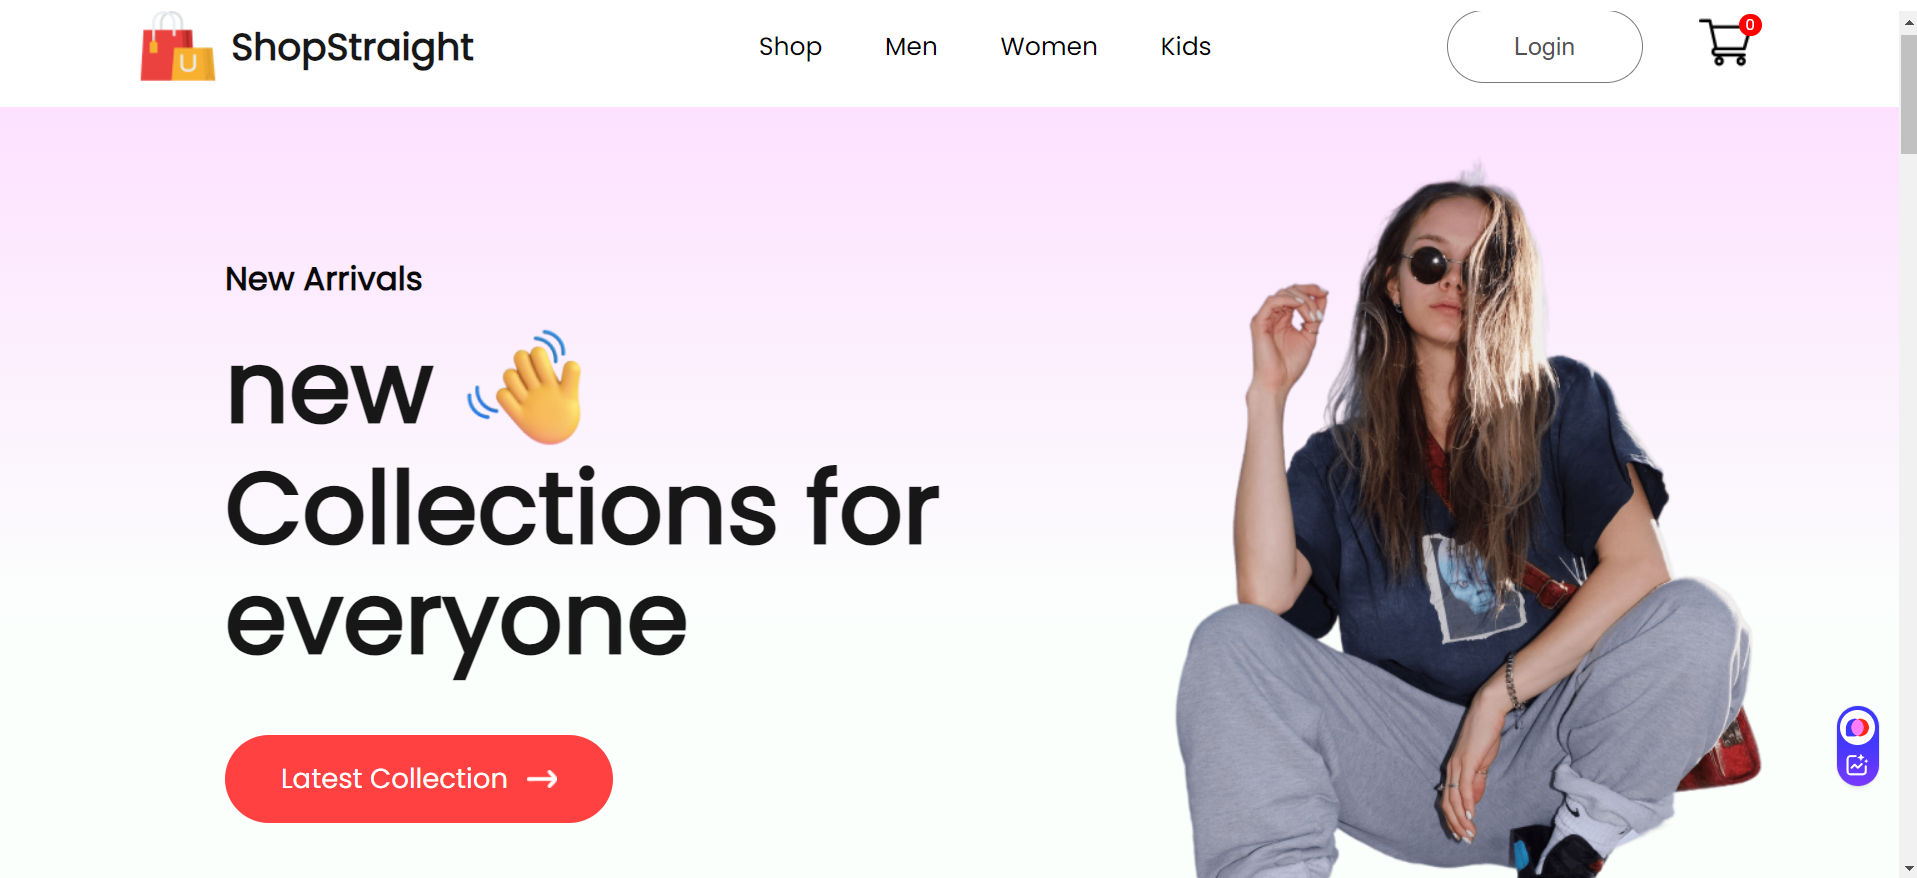 ShopStraight
Shop
Men
Women
Kids
Login
0
New Arrivals
new
Collections for
everyone
Latest Collection